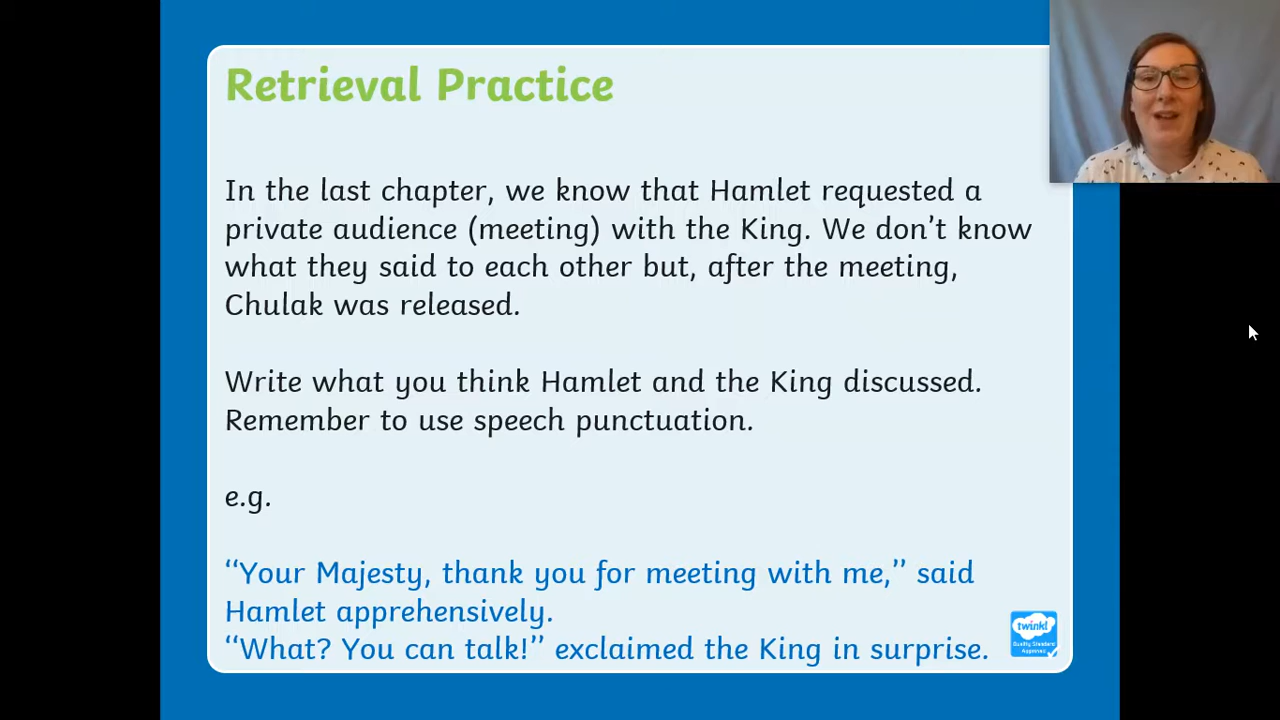 Retrieval Practice
In the last chapter, we know that Hamlet requested a
private audience (meeting) with the King. We don't know
what they said to each other but, after the meeting,
Chulak was released.
Write what you think Hamlet and the King discussed.
Remember to use speech punctuation.
e.g.
“Your Majesty, thank you for meeting with me,” said
Hamlet apprehensively.
“What? You can talk!” exclaimed the King in surprise.
twinkl
Quality Standard
Approved